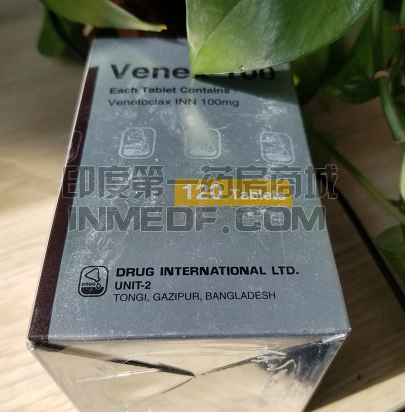 Each Tablet Contains :
Venetoclax INN 100mg
印度第一药房商城
120 Tablets
INMEDF.COM
DRUG
DRUG INTERNATIONAL LTD.
UNIT-2
TONGI, GAZIPUR, BANGLADESH